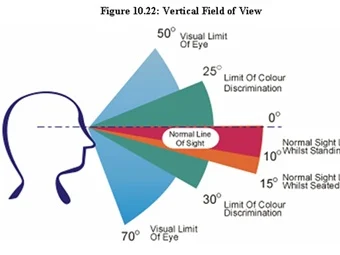 Figure 10.22: Vertical Field of View
50° Visual Limit
Of Eye
25° Limit Of Colour
Discrimination
0°
Normal Line
Of Sight
10° Normal Sight L
Whilst Standin
15° Normal Sight L
Whilst Seated
30° Limit Of Colour
Discrimination
70° Visual Limit
Of Eye